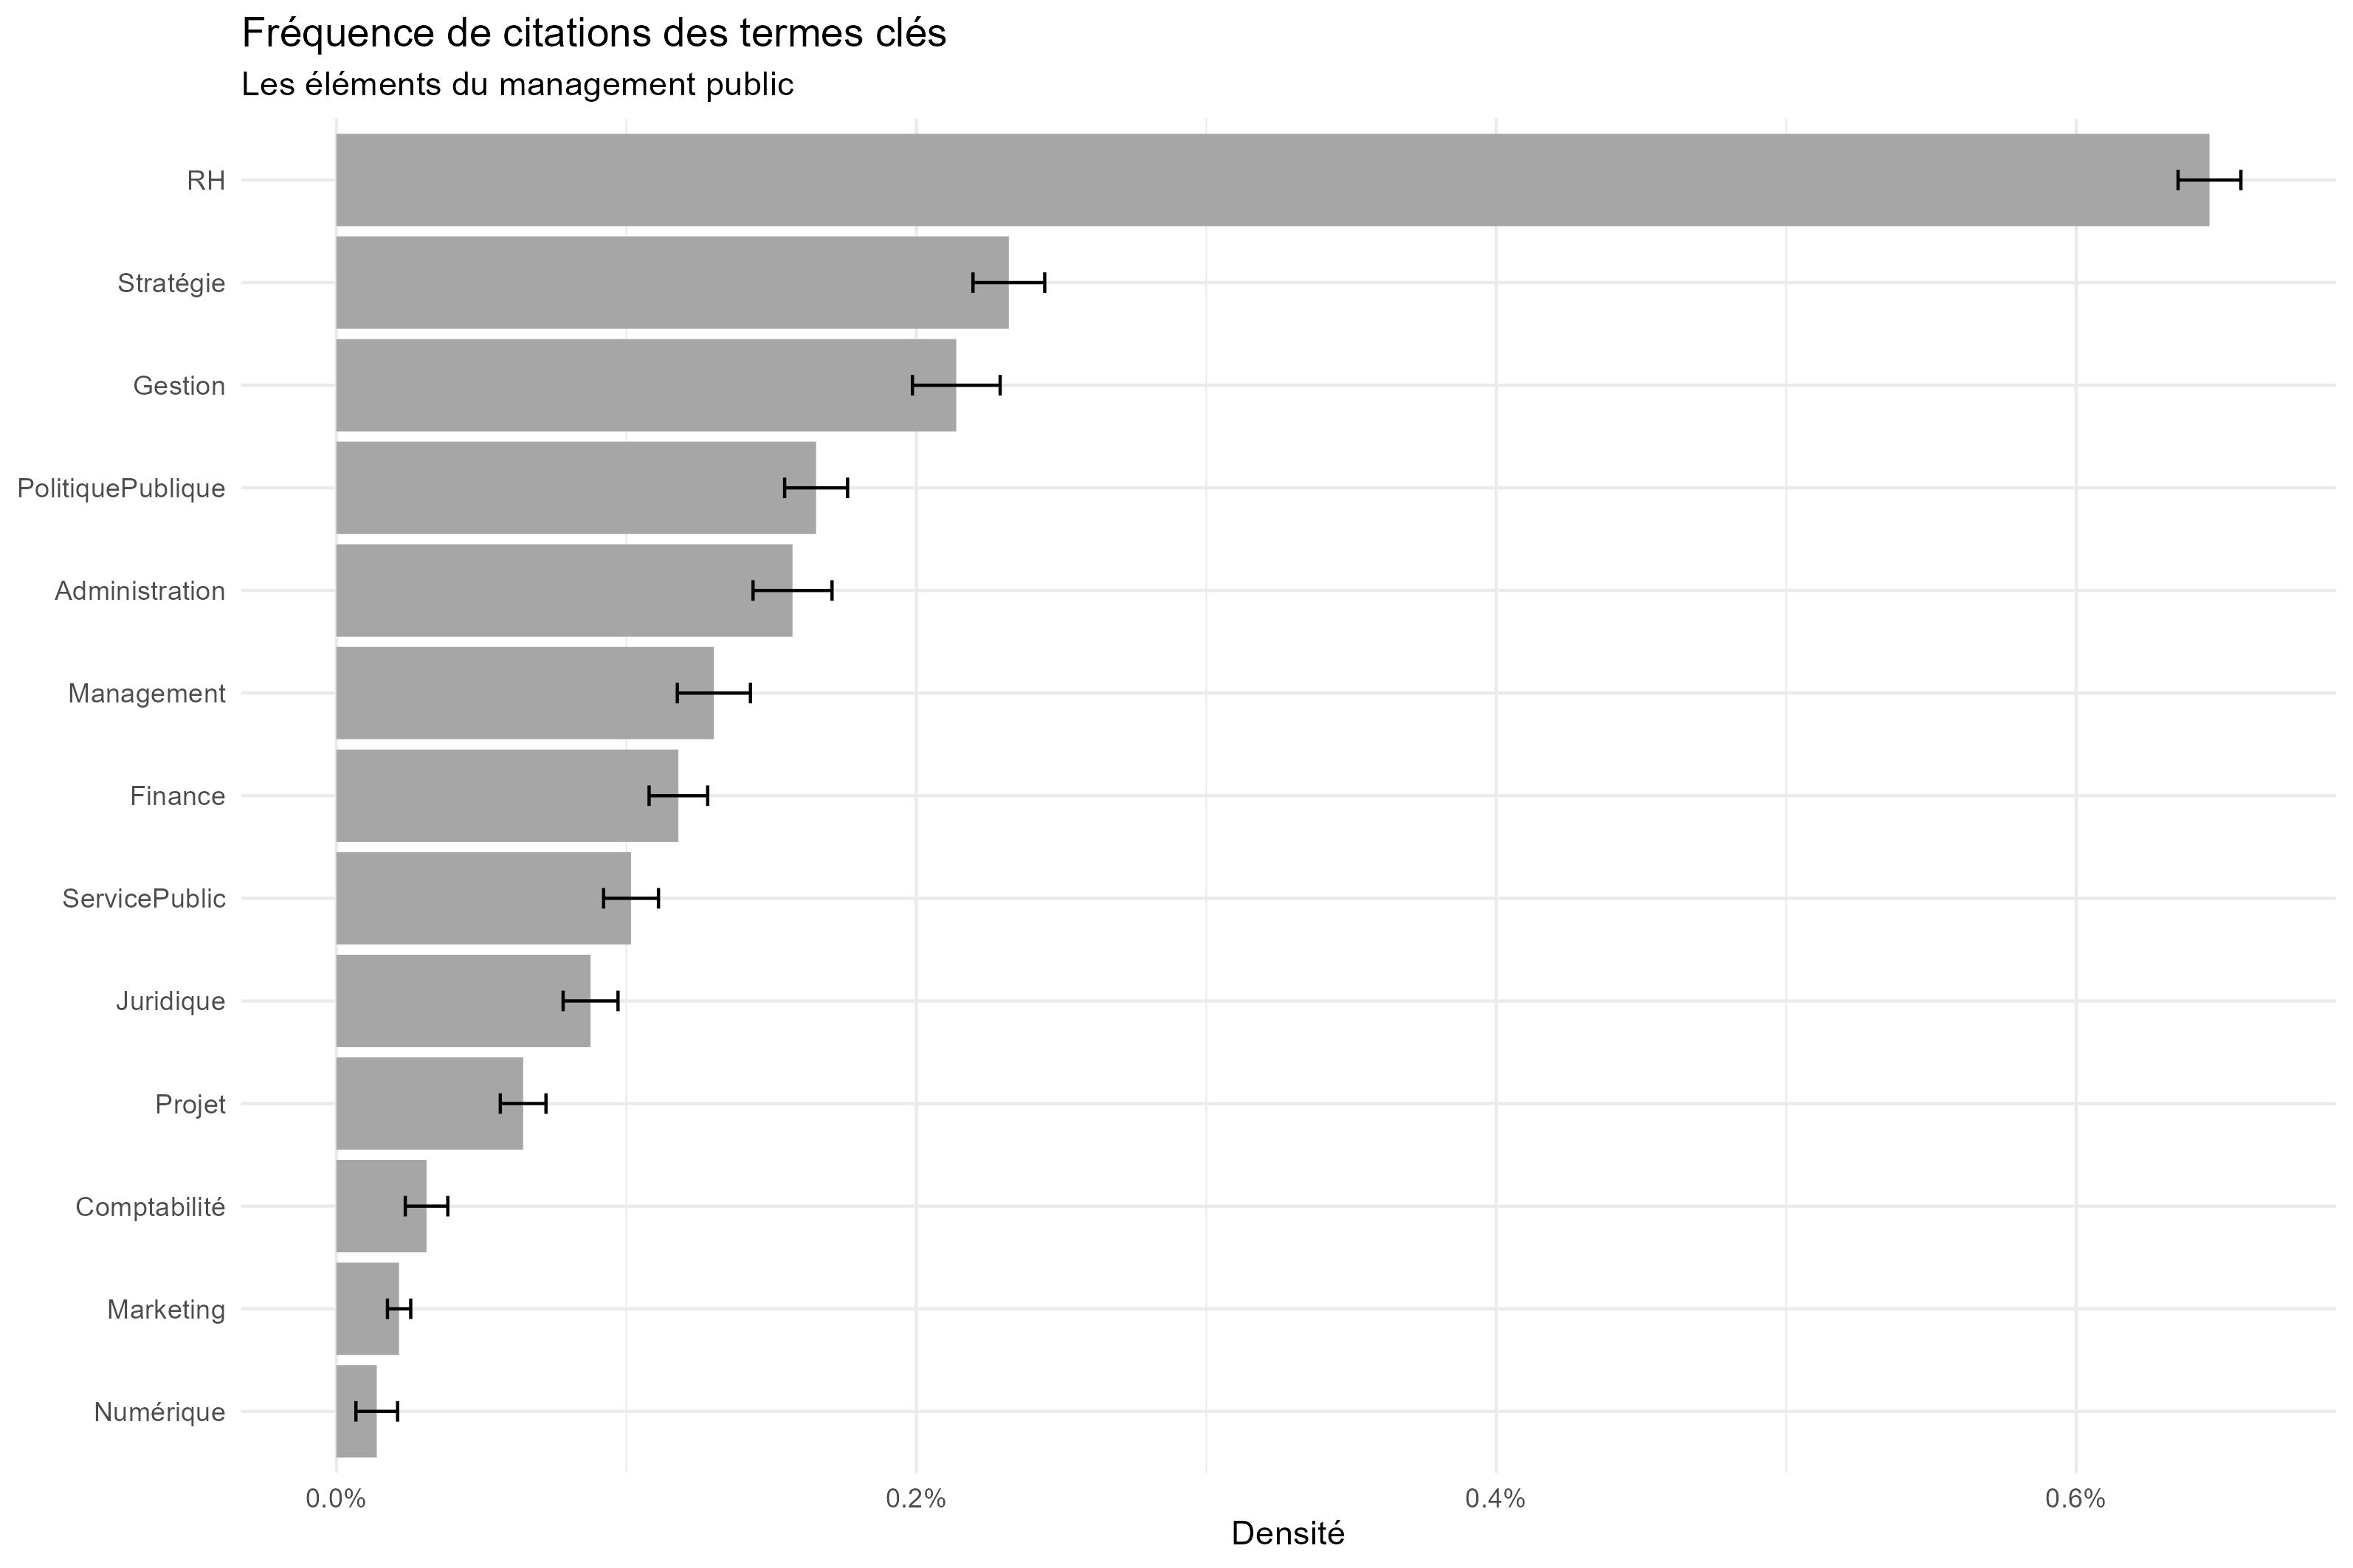 Fréquence de citations des termes clés
Les éléments du management public
RH
Stratégie
Gestion
PolitiquePublique
Administration
Management
Finance
ServicePublic
Juridique
Projet
Comptabilité
Marketing
Numérique
0.0% 0.2% 0.4% 0.6%
Densité